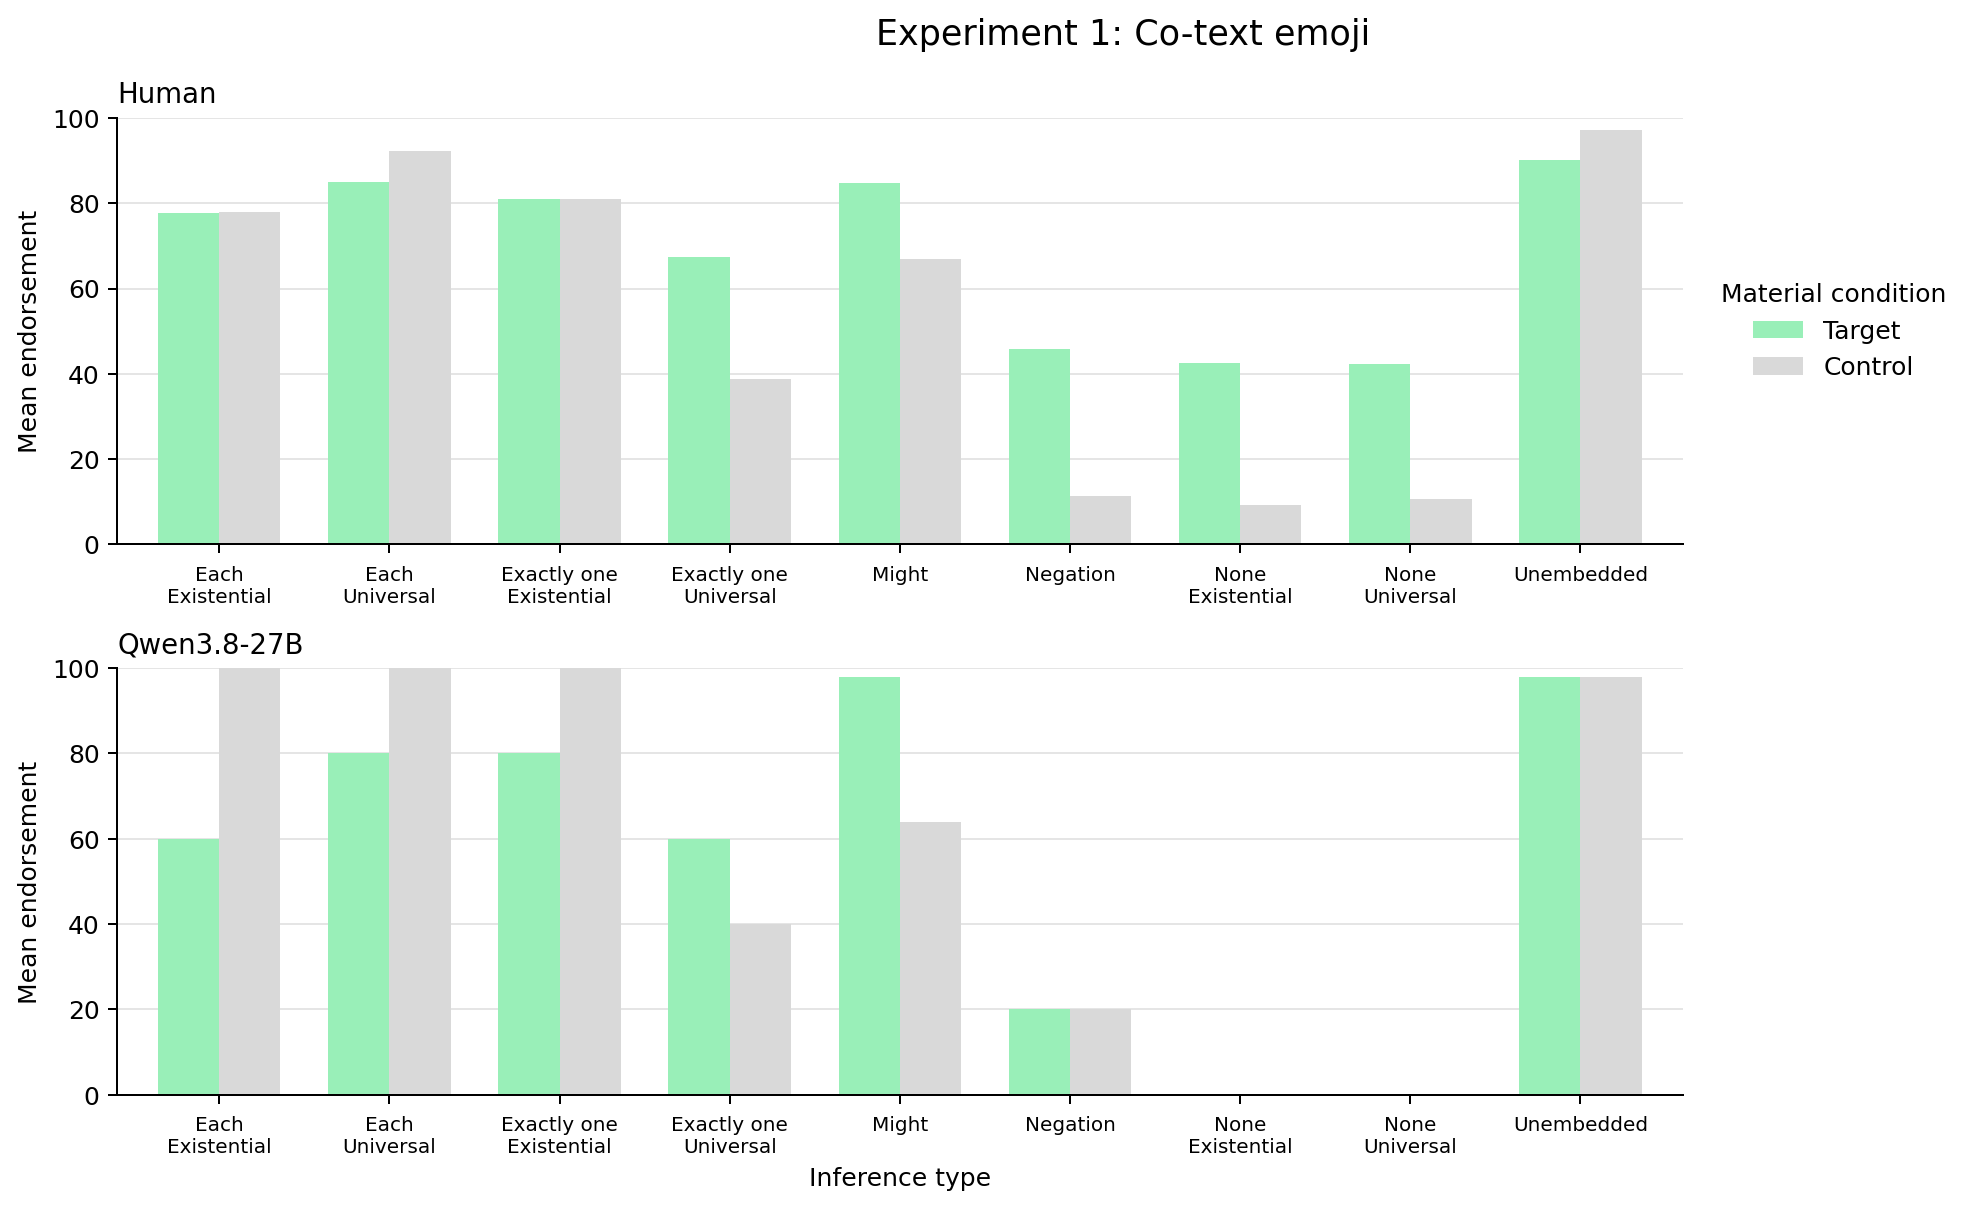 Experiment 1: Co-text emoji
Human
100
80
60
40
20
0
Mean endorsement
Each
Existential
Each
Universal
Exactly one
Existential
Exactly one
Universal
Might
Negation
None
Existential
None
Universal
Unembedded
Material condition
Target
Control
Qwen3.8-27B
100
80
60
40
20
0
Mean endorsement
Each
Existential
Each
Universal
Exactly one
Existential
Exactly one
Universal
Might
Negation
None
Existential
None
Universal
Unembedded
Inference type